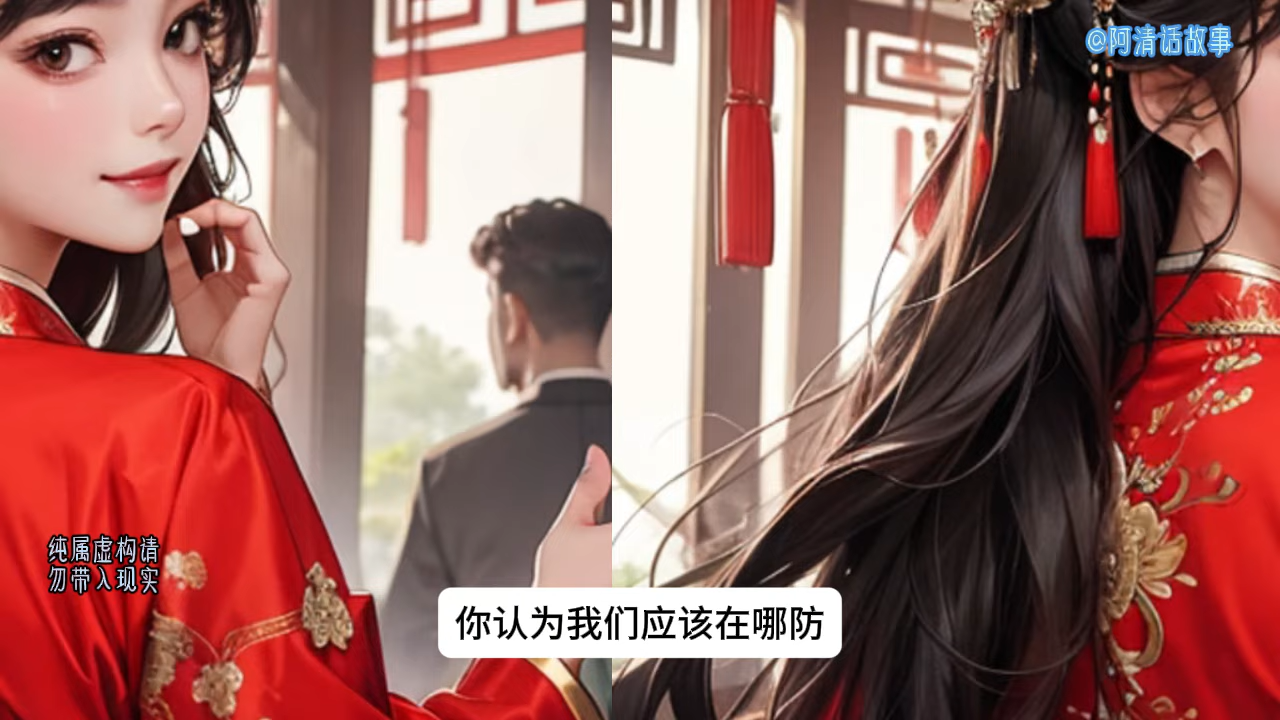 @阿清话故事
纯属虚构请
勿带入现实
你认为我们应该在哪防